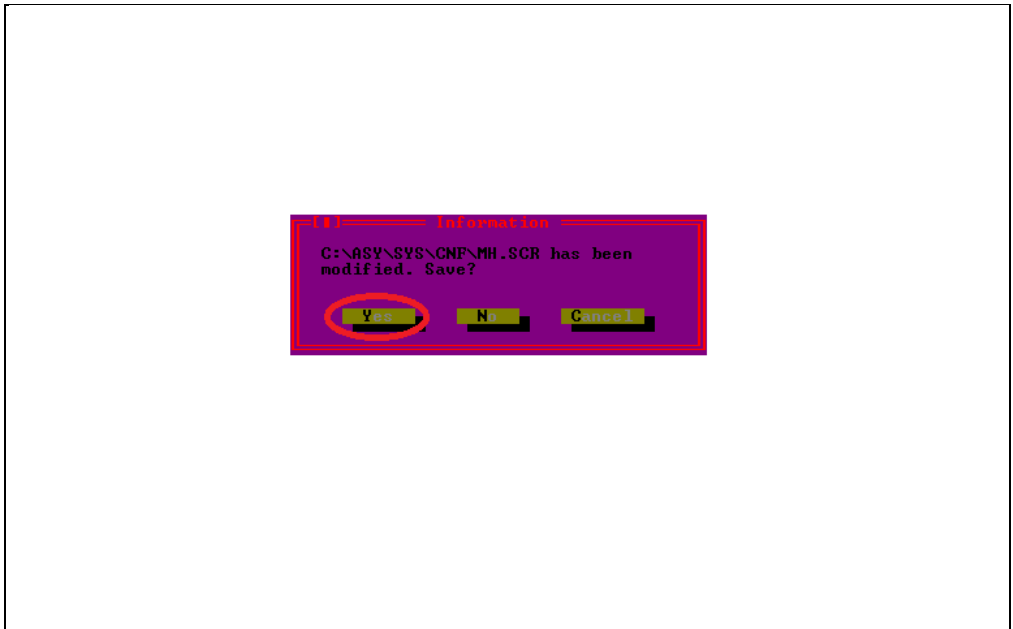 [▮] Information
C:\ASY\SYS\CNF\MH.SCR has been
modified. Save?
Yes No Cancel